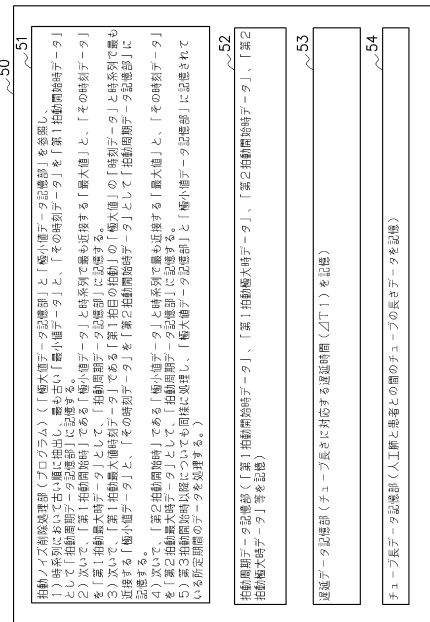 50
51
拍動ノイズ削除処理部(プログラム)(「極大値データ記憶部」と「極小値データ記憶部」を参照し、
1)時系列において古い順に抽出し、最も古い「最小値データ」と、「その時刻データ」を「第1拍動開始時データ」
として「拍動周期データ記憶部」に記憶する。
2)次いで、「第1拍動開始時」である「極小値」と時系列で最も近接する「最大値」と、「その時刻データ」
を「第1拍動最大時データ」として、「拍動周期データ記憶部」に記憶する。
3)次いで、「第1拍動最大値時刻データ」である「第1拍目の拍動」の「極大値」の「時刻データ」と時系列で最も
近接する「極小値データ」と、「その時刻データ」を「第2拍動開始時データ」として「拍動周期データ記憶部」に
記憶する。
4)次いで、「第2拍動開始時」である「極小値」と時系列で最も近接する「最大値」と、「その時刻データ」
を「第2拍動最大時データ」として、「拍動周期データ記憶部」に記憶する。
5)第3拍動開始時以降についても同様に処理し、「極大値データ記憶部」と「極小値データ記憶部」に記憶されて
いる所定期間のデータを処理する。)
52
拍動周期データ記憶部(「第1拍動開始時データ」、「第1拍動極大時データ」、「第2拍動開始時データ」、「第2
拍動極大時データ」等を記憶)
53
遅延データ記憶部(チューブ長さに対応する遅延時間(⊿T1)を記憶)
54
チューブ長データ記憶部(人工肺と患者との間のチューブの長さデータを記憶)